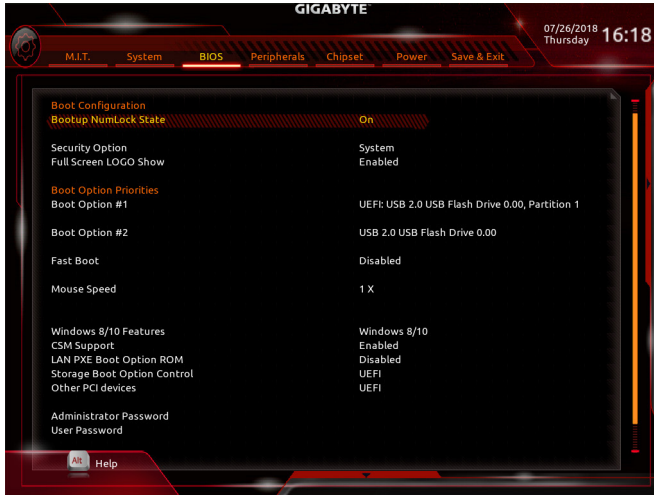 GIGABYTE™
07/26/2018
Thursday
16:18
M.I.T. System BIOS Peripherals Chipset Power Save & Exit
Boot Configuration
Bootup NumLock State On
Security Option System
Full Screen LOGO Show Enabled
Boot Option Priorities
Boot Option #1 UEFI: USB 2.0 USB Flash Drive 0.00, Partition 1
Boot Option #2 USB 2.0 USB Flash Drive 0.00
Fast Boot Disabled
Mouse Speed 1 X
Windows 8/10 Features Windows 8/10
CSM Support Enabled
LAN PXE Boot Option ROM Disabled
Storage Boot Option Control UEFI
Other PCI devices UEFI
Administrator Password
User Password
Alt Help